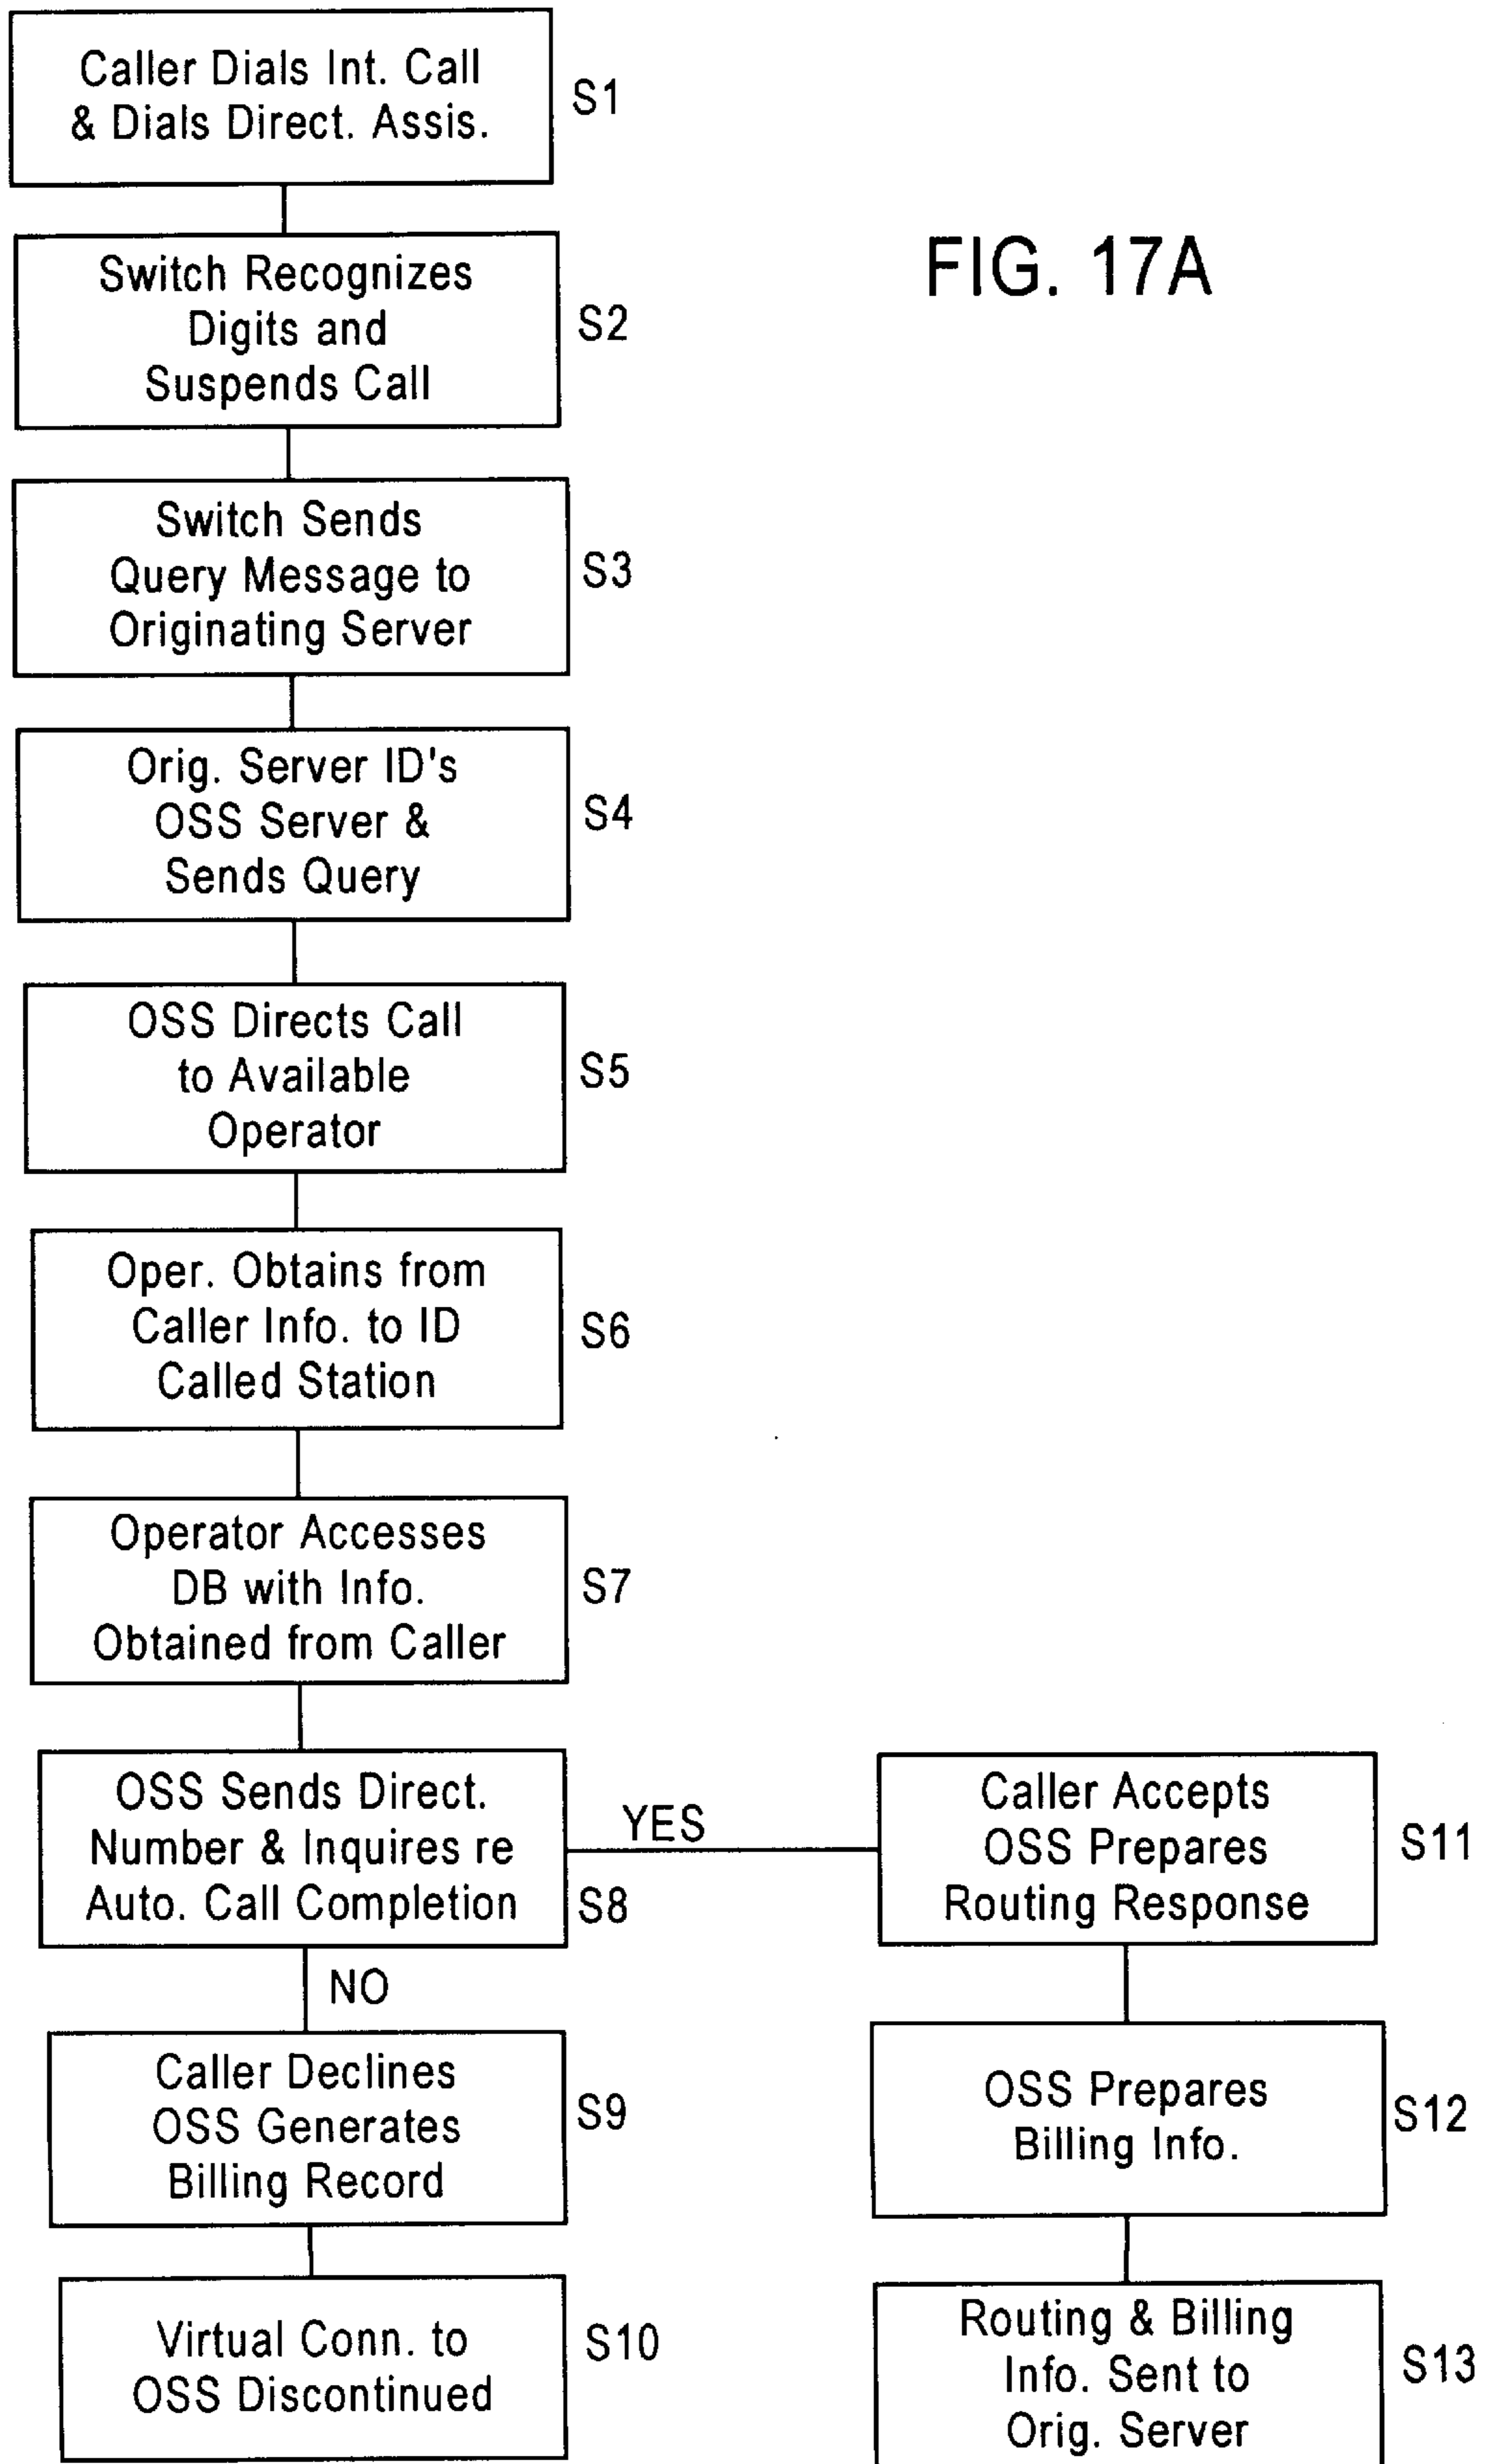 Caller Dials Int. Call
& Dials Direct. Assis.
S1
FIG. 17A
Switch Recognizes
Digits and
Suspends Call
S2
Switch Sends
Query Message to
Originating Server
S3
Orig. Server ID's
OSS Server &
Sends Query
S4
OSS Directs Call
to Available
Operator
S5
Oper. Obtains from
Caller Info. to ID
Called Station
S6
Operator Accesses
DB with Info.
Obtained from Caller
S7
OSS Sends Direct.
Number & Inquires re
Auto. Call Completion
S8
YES
Caller Accepts
OSS Prepares
Routing Response
S11
NO
Caller Declines
OSS Generates
Billing Record
S9
OSS Prepares
Billing Info.
S12
Virtual Conn. to
OSS Discontinued
S10
Routing & Billing
Info. Sent to
Orig. Server
S13